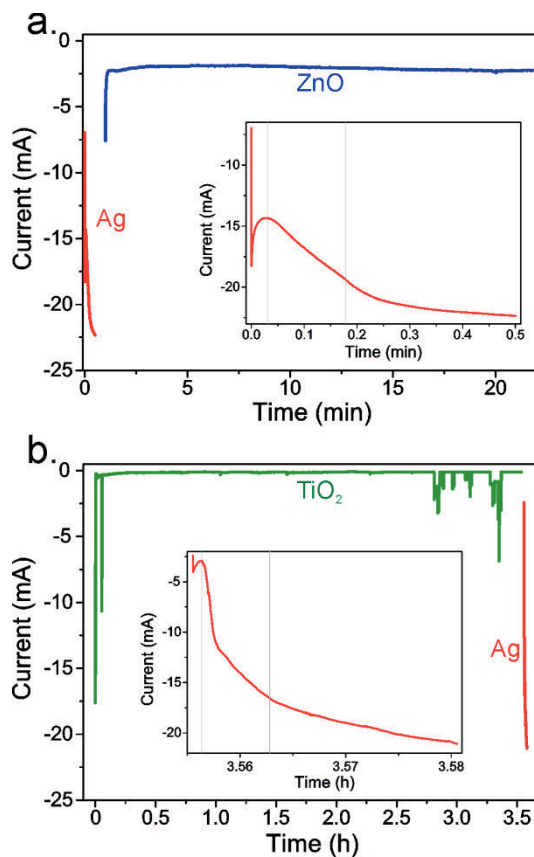 a.
0
-5
-10
-15
-20
-25
Current (mA)
ZnO
Ag
-10
-15
-20
Current (mA)
0.0 0.1 0.2 0.3 0.4 0.5
Time (min)
0 5 10 15 20
Time (min)
b.
0
-5
-10
-15
-20
-25
Current (mA)
TiO2
Ag
-5
-10
-15
-20
Current (mA)
3.56 3.57 3.58
Time (h)
0.0 0.5 1.0 1.5 2.0 2.5 3.0 3.5
Time (h)